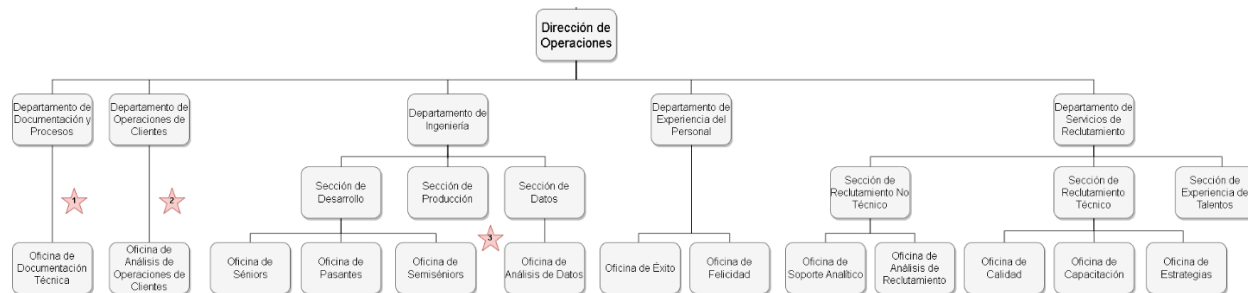 Dirección de
Operaciones
Departamento de
Documentación y
Procesos
Departamento de
Operaciones de
Clientes
Departamento de
Ingeniería
Departamento de
Experiencia del
Personal
Departamento de
Servicios de
Reclutamiento
Sección de
Desarrollo
Sección de
Producción
Sección de
Datos
Sección de
Reclutamiento No
Técnico
Sección de
Reclutamiento
Técnico
Sección de
Experiencia de
Talentos
1
2
3
Oficina de
Documentación
Técnica
Oficina de
Análisis de
Operaciones de
Clientes
Oficina de
Séniors
Oficina de
Pasantes
Oficina de
Semiséniors
Oficina de
Análisis de Datos
Oficina de Éxito
Oficina de
Felicidad
Oficina de
Soporte Analítico
Oficina de
Análisis de
Reclutamiento
Oficina de
Calidad
Oficina de
Capacitación
Oficina de
Estrategias